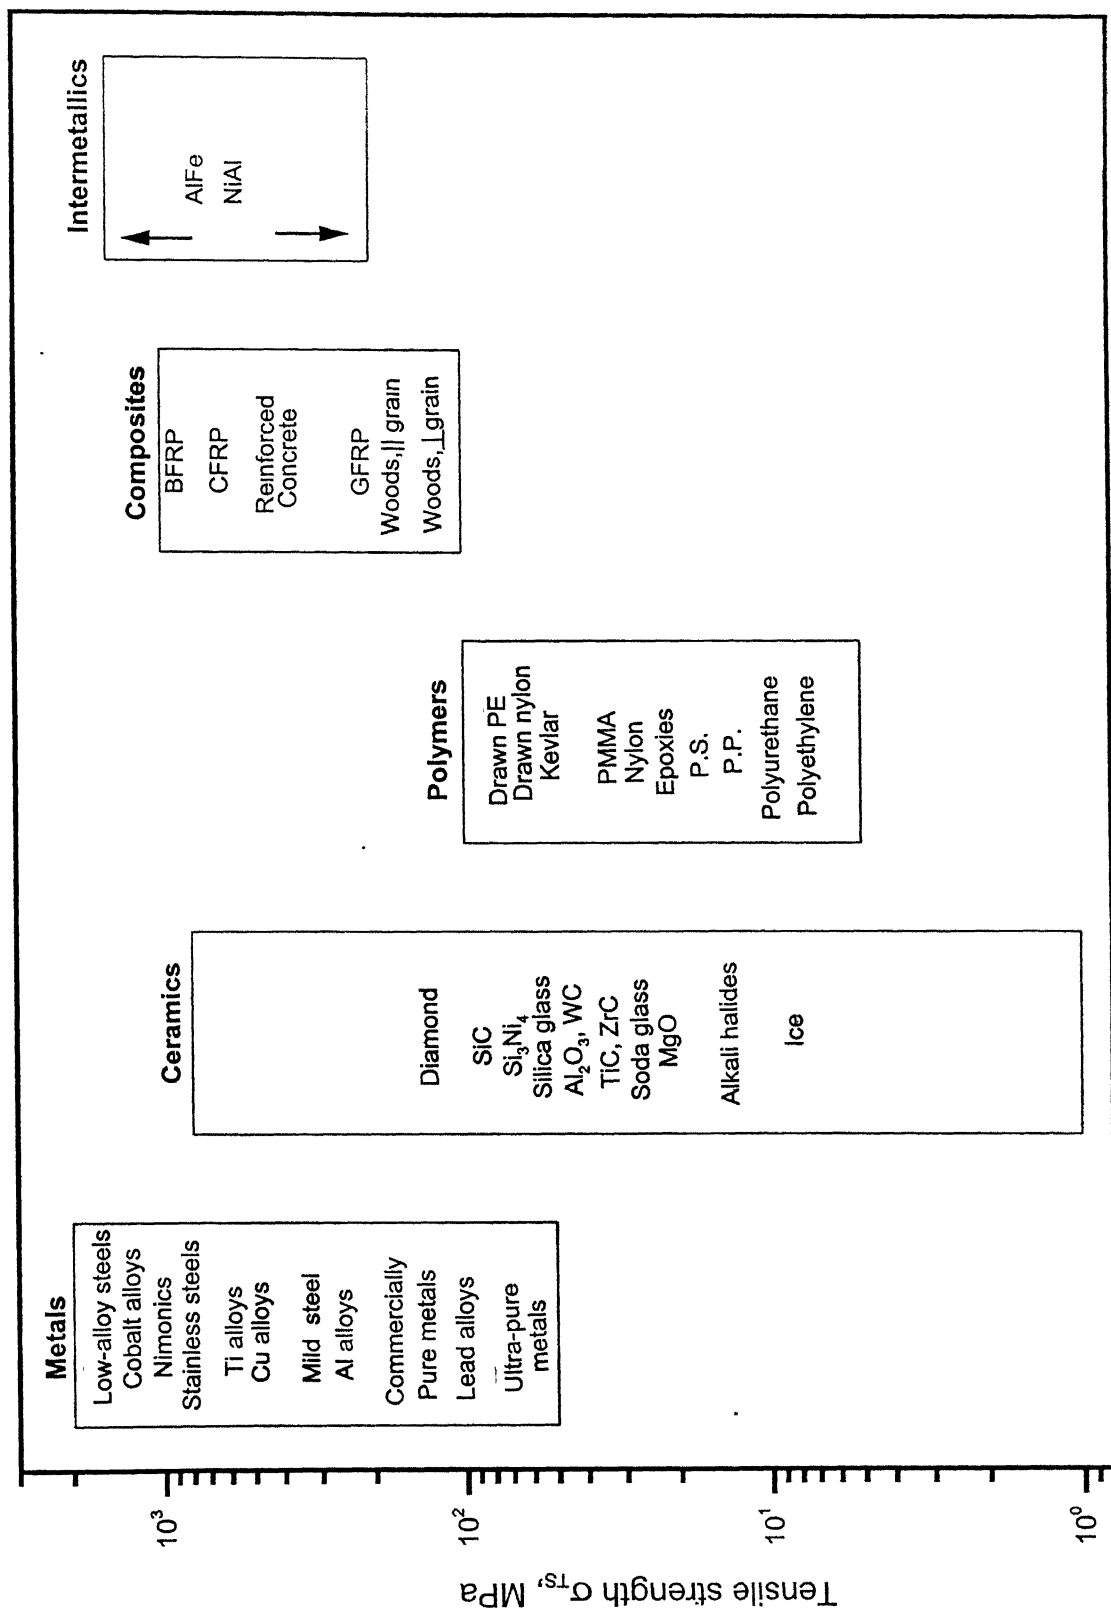 Tensile strength σTS, MPa
10³
10²
10¹
10⁰
Metals
Low-alloy steels
Cobalt alloys
Nimonics
Stainless steels
Ti alloys
Cu alloys
Mild steel
Al alloys
Commercially
Pure metals
Lead alloys
Ultra-pure
metals
Ceramics
Diamond
SiC
Si₃Ni₄
Silica glass
Al₂O₃, WC
TiC, ZrC
Soda glass
MgO
Alkali halides
Ice
Polymers
Drawn PE
Drawn nylon
Kevlar
PMMA
Nylon
Epoxies
P.S.
P.P.
Polyurethane
Polyethylene
Composites
BFRP
CFRP
Reinforced
Concrete
GFRP
Woods,|| grain
Woods,⊥grain
Intermetallics
AlFe
NiAl